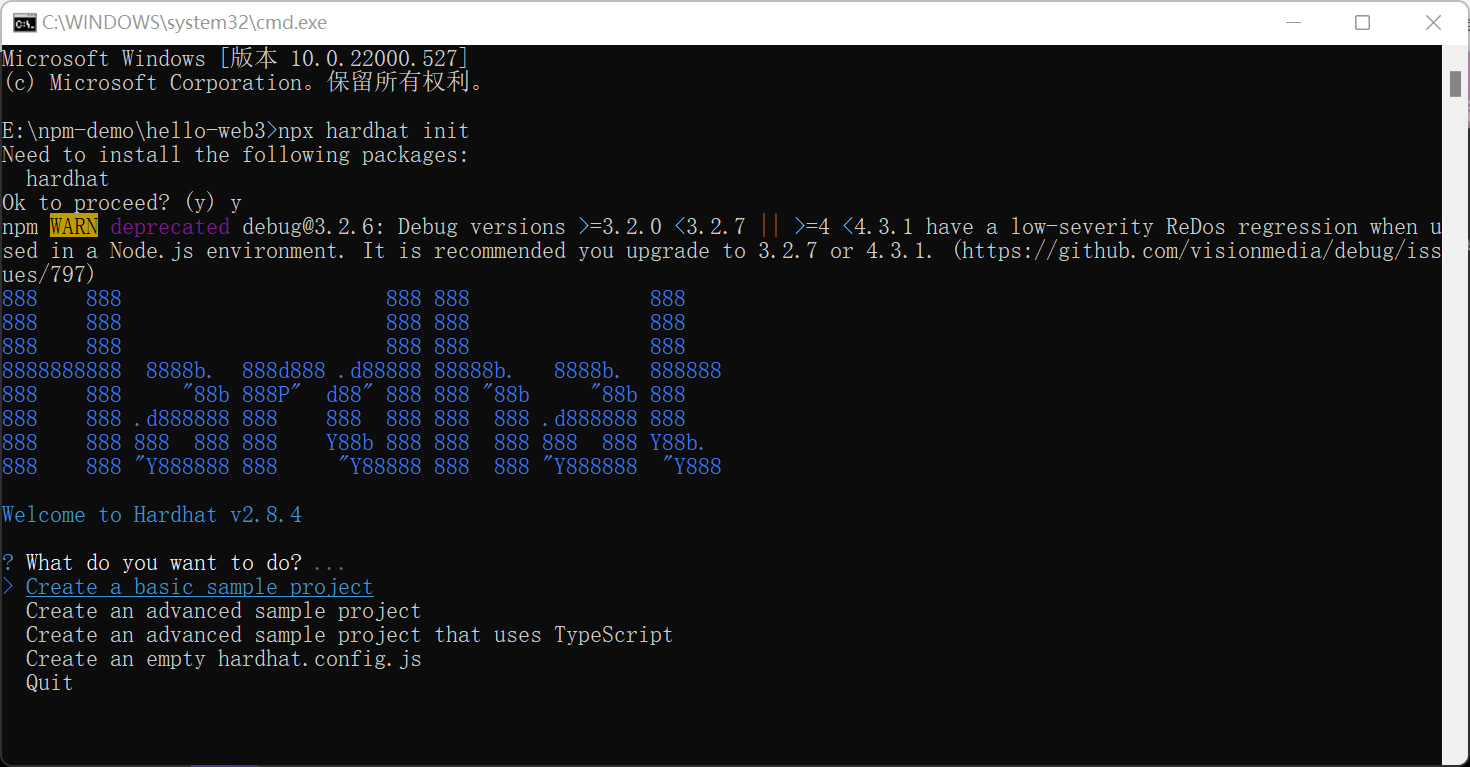 C:\WINDOWS\system32\cmd.exe
Microsoft Windows [版本 10.0.22000.527]
(c) Microsoft Corporation。保留所有权利。
E:\npm-demo\hello-web3>npx hardhat init
Need to install the following packages:
  hardhat
Ok to proceed? (y) y
npm WARN deprecated debug@3.2.6: Debug versions >=3.2.0 <3.2.7 || >=4 <4.3.1 have a low-severity ReDos regression when u
sed in a Node.js environment. It is recommended you upgrade to 3.2.7 or 4.3.1. (https://github.com/visionmedia/debug/iss
ues/797)
888    888                      888 888               888
888    888                      888 888               888
888    888                      888 888               888
8888888888  8888b.  888d888 .d88888 88888b.   8888b.  888888
888    888     "88b 888P"  d88" 888 888 "88b     "88b 888
888    888 .d888888 888    888  888 888  888 .d888888 888
888    888 888  888 888    Y88b 888 888  888 888  888 Y88b.
888    888 "Y888888 888     "Y88888 888  888 "Y888888  "Y888
Welcome to Hardhat v2.8.4
? What do you want to do? ...
> Create a basic sample project
  Create an advanced sample project
  Create an advanced sample project that uses TypeScript
  Create an empty hardhat.config.js
  Quit